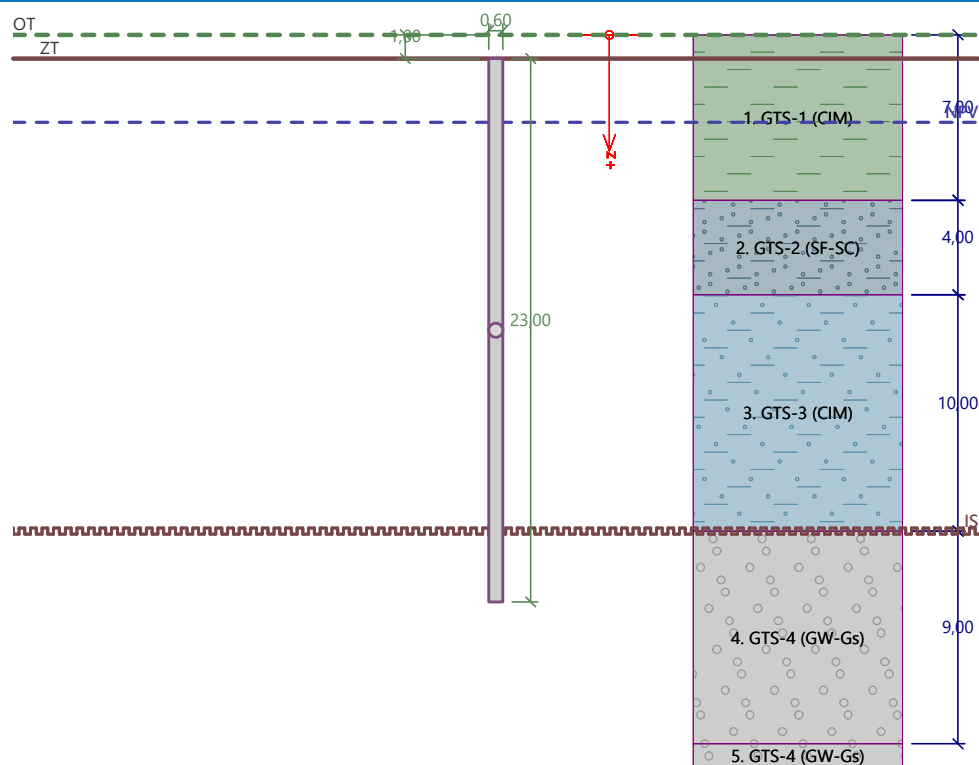 OT
0,60
1,00
ZT
7,00
NPV
1. GTS-1 (CIM)
+z
4,00
2. GTS-2 (SF-SC)
23,00
10,00
3. GTS-3 (CIM)
IS
9,00
4. GTS-4 (GW-Gs)
5. GTS-4 (GW-Gs)